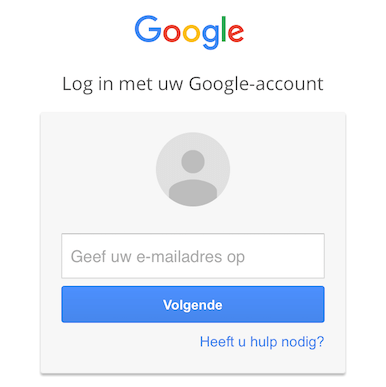 Google
Log in met uw Google-account
Geef uw e-mailadres op
Volgende
Heeft u hulp nodig?